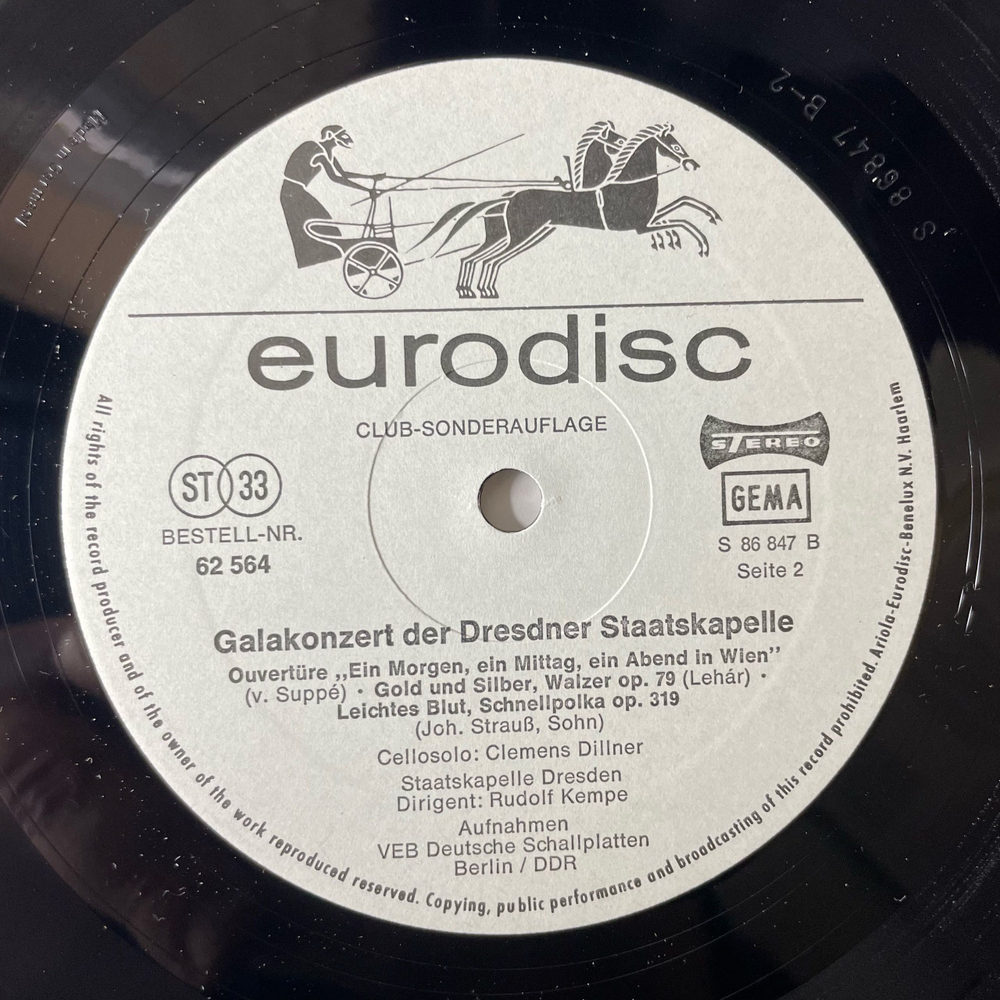 S 86847 B-2
Made in Germany
eurodisc
CLUB-SONDERAUFLAGE
ST 33
BESTELL-NR.
62 564
STEREO
GEMA
S 86 847 B
Seite 2
Galakonzert der Dresdner Staatskapelle
Ouvertüre „Ein Morgen, ein Mittag, ein Abend in Wien”
(v. Suppé) · Gold und Silber, Walzer op. 79 (Lehár) ·
Leichtes Blut, Schnellpolka op. 319
(Joh. Strauß, Sohn)
Cellosolo: Clemens Dillner
Staatskapelle Dresden
Dirigent: Rudolf Kempe
Aufnahmen
VEB Deutsche Schallplatten
Berlin / DDR
All rights of the record producer and of the owner of the work reproduced reserved. Copying, public performance and broadcasting of this record prohibited. Ariola-Eurodisc-Benelux N.V. Haarlem